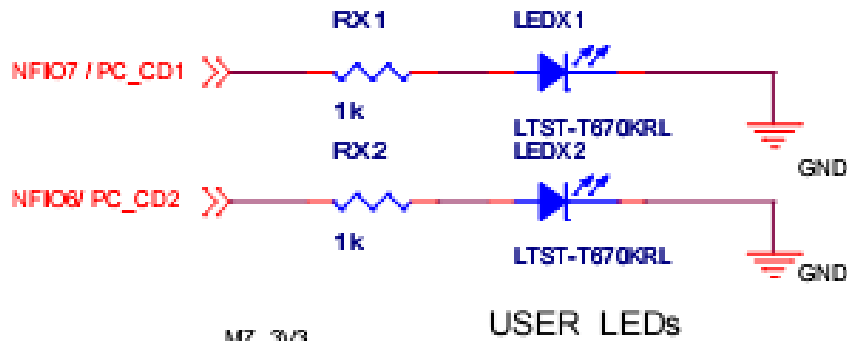 RX1 LEDX1
NFIO7 / PC_CD1
1k LTST-T670KRL
GND
RX2 LEDX2
NFIO6/ PC_CD2
1k LTST-T670KRL
GND
USER LEDs